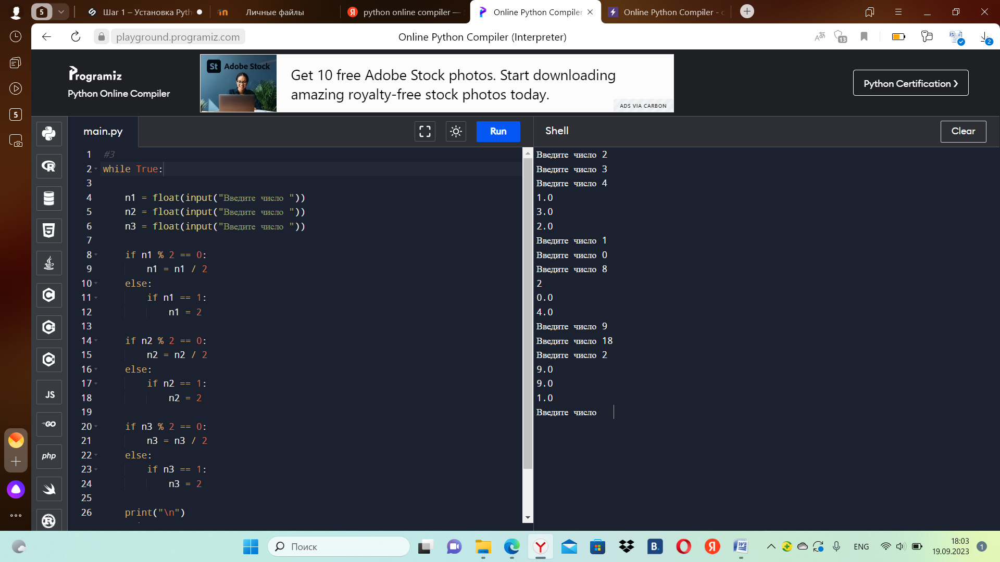 5
Шаг 1 – Установка Pyth
Личные файлы
Я python online compiler —
Online Python Compiler
Online Python Compiler - o
playground.programiz.com
Online Python Compiler (Interpreter)
13
2
Programiz
Python Online Compiler
St Adobe Stock
Get 10 free Adobe Stock photos. Start downloading
amazing royalty-free stock photos today.
ADS VIA CARBON
Python Certification ❯
5
main.py
Run
Shell
Clear
1 #3
2 while True:
3
4 n1 = float(input("Введите число "))
5 n2 = float(input("Введите число "))
6 n3 = float(input("Введите число "))
7
8 if n1 % 2 == 0:
9 n1 = n1 / 2
10 else:
11 if n1 == 1:
12 n1 = 2
13
14 if n2 % 2 == 0:
15 n2 = n2 / 2
16 else:
17 if n2 == 1:
18 n2 = 2
19
20 if n3 % 2 == 0:
21 n3 = n3 / 2
22 else:
23 if n3 == 1:
24 n3 = 2
25
26 print("\n")
Введите число 2
Введите число 3
Введите число 4
1.0
3.0
2.0
Введите число 1
Введите число 0
Введите число 8
2
0.0
4.0
Введите число 9
Введите число 18
Введите число 2
9.0
9.0
1.0
Введите число
R
5
C
C
C#
JS
GO
php
R
Поиск
B.
Я
ENG
18:03
19.09.2023
1